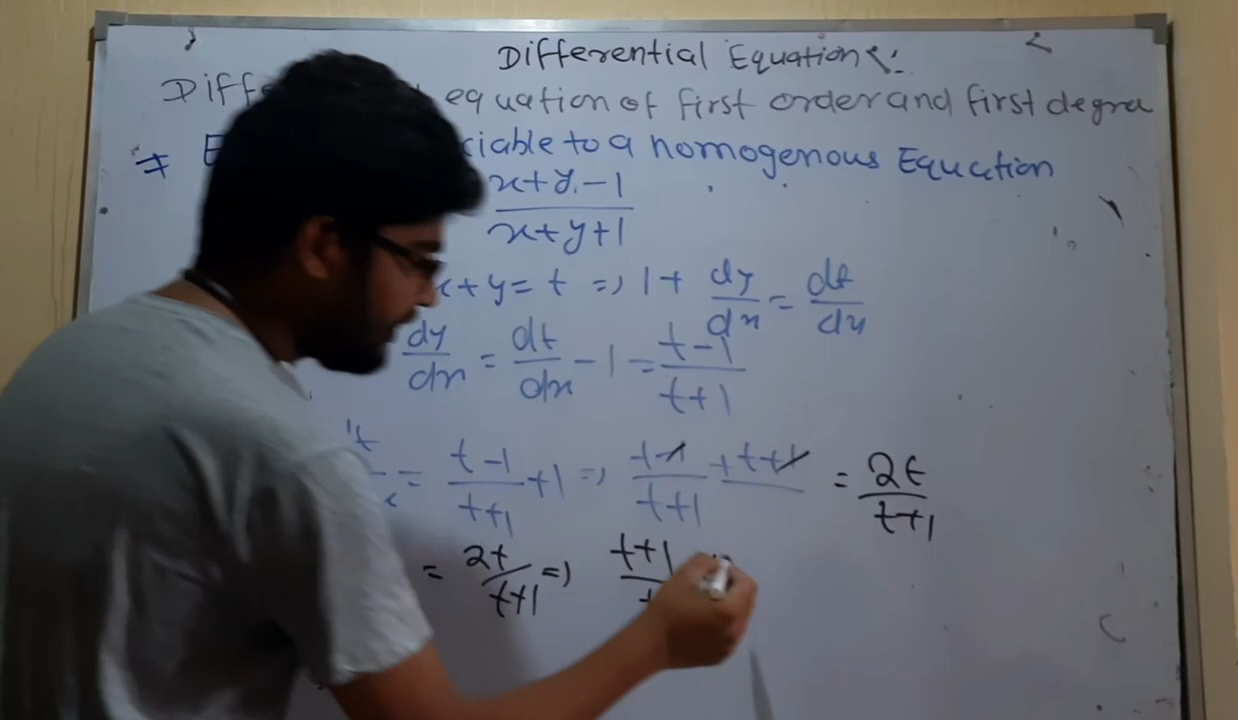 Differential Equation :
Diff equation of first order and first degra
⇒ E ciable to a homogenous Equation
x+y-1
x+y+1
x+y = t => 1+ dy/dx = dt/dx
dy/dx = dt/dx - 1 = t-1/t+1
= t-1/t+1 +1 => t-1/t+1 + t+1 = 2t/t+1
= 2t/t+1 => t+1